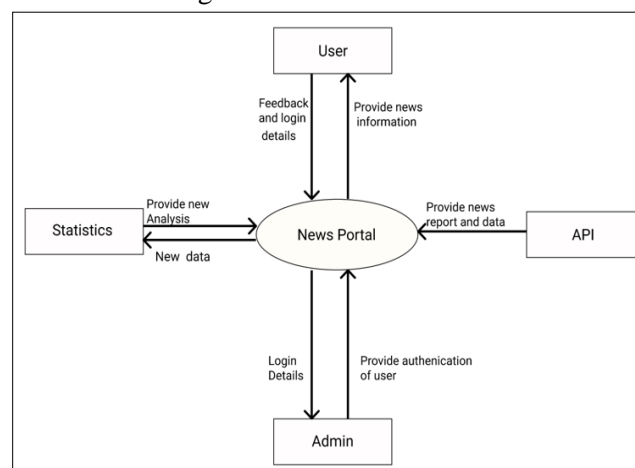 User
Feedback
and login
details
Provide news
information
Provide new
Analysis
Statistics
New data
News Portal
Provide news
report and data
API
Login
Details
Provide authenication
of user
Admin